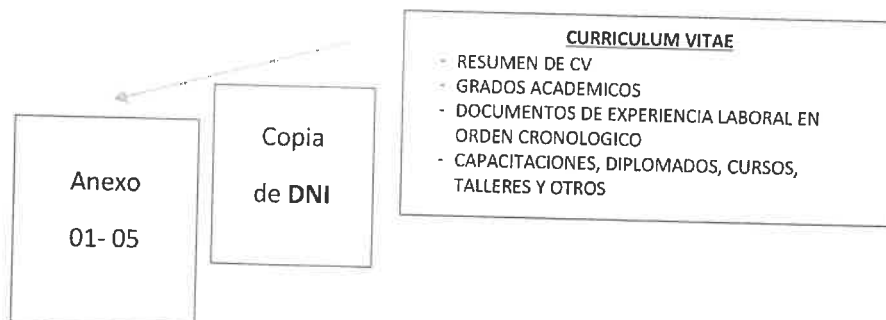 CURRICULUM VITAE
- RESUMEN DE CV
- GRADOS ACADEMICOS
- DOCUMENTOS DE EXPERIENCIA LABORAL EN
ORDEN CRONOLOGICO
- CAPACITACIONES, DIPLOMADOS, CURSOS,
TALLERES Y OTROS
Copia
de DNI
Anexo
01- 05